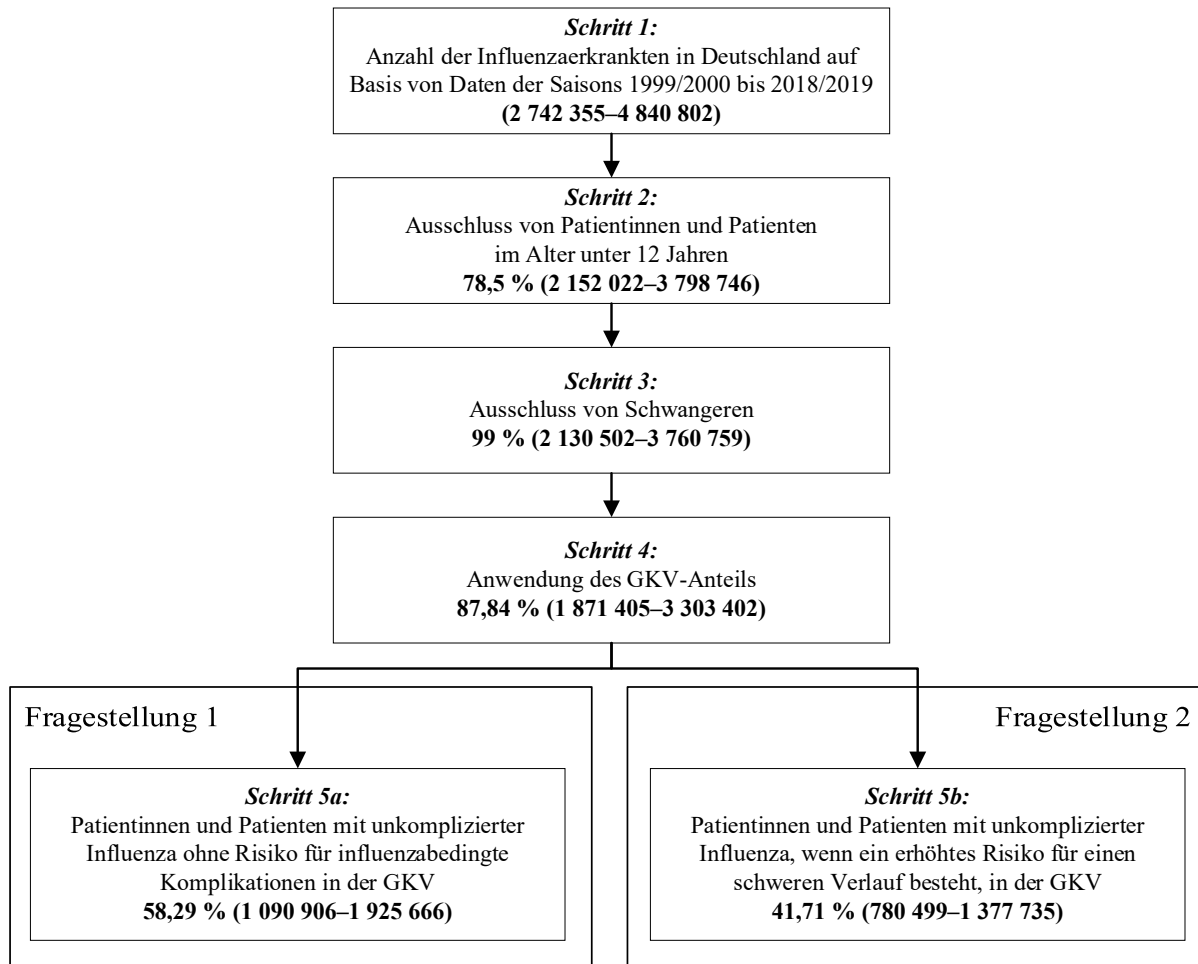 Schritt 1:
Anzahl der Influenzaerkrankten in Deutschland auf
Basis von Daten der Saisons 1999/2000 bis 2018/2019
(2 742 355–4 840 802)
Schritt 2:
Ausschluss von Patientinnen und Patienten
im Alter unter 12 Jahren
78,5 % (2 152 022–3 798 746)
Schritt 3:
Ausschluss von Schwangeren
99 % (2 130 502–3 760 759)
Schritt 4:
Anwendung des GKV-Anteils
87,84 % (1 871 405–3 303 402)
Fragestellung 1
Schritt 5a:
Patientinnen und Patienten mit unkomplizierter
Influenza ohne Risiko für influenzabedingte
Komplikationen in der GKV
58,29 % (1 090 906–1 925 666)
Fragestellung 2
Schritt 5b:
Patientinnen und Patienten mit unkomplizierter
Influenza, wenn ein erhöhtes Risiko für einen
schweren Verlauf besteht, in der GKV
41,71 % (780 499–1 377 735)